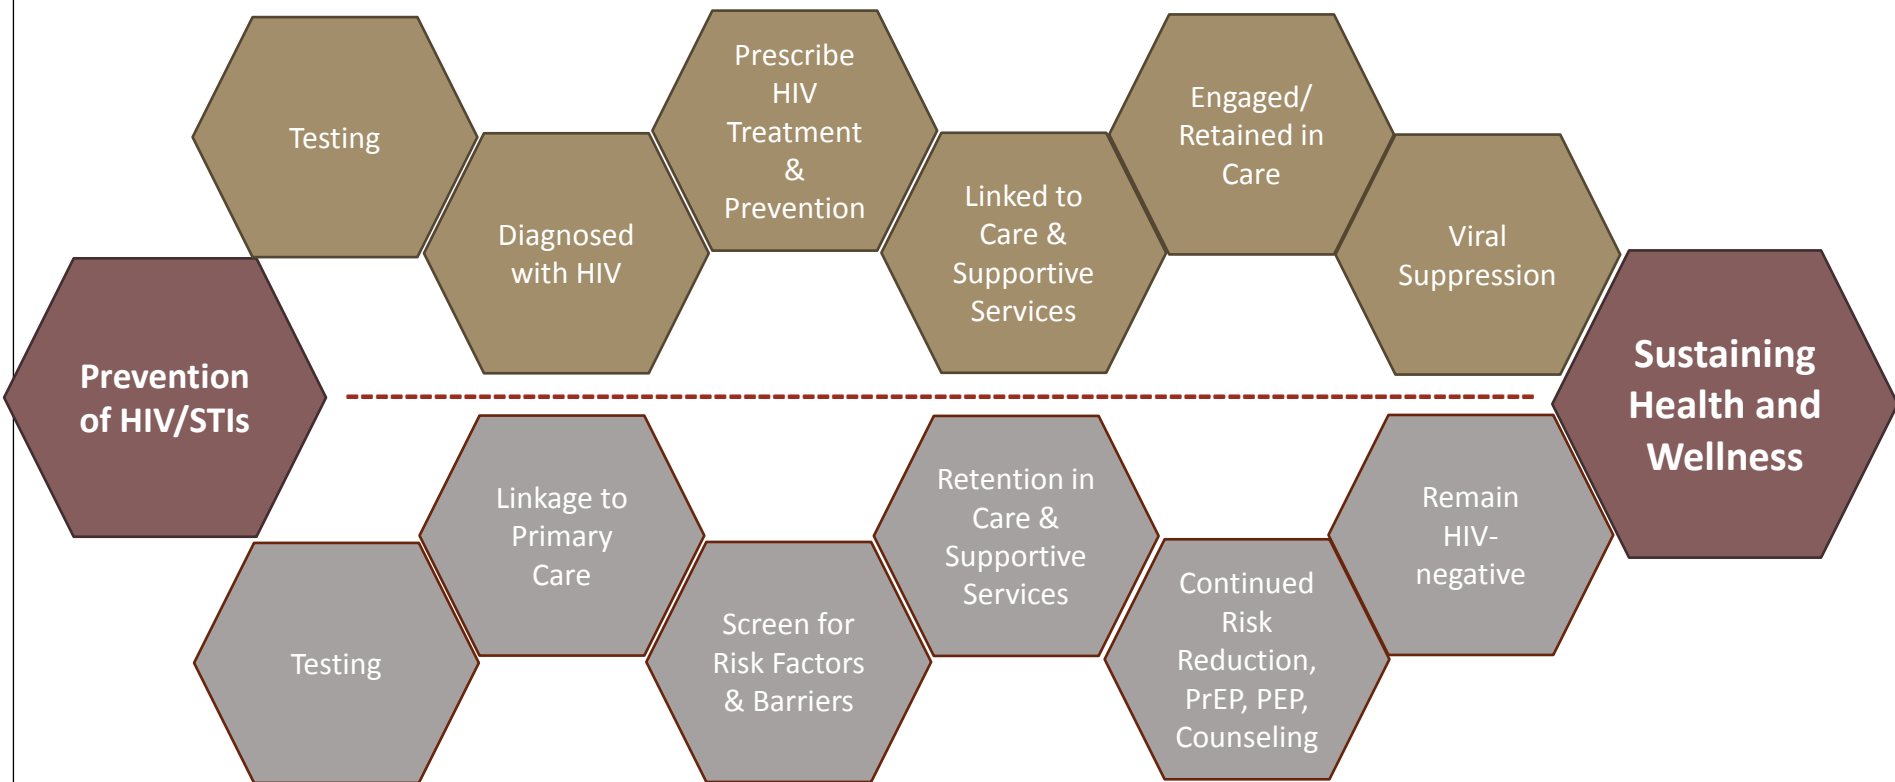 Prevention
of HIV/STIs
Testing
Diagnosed
with HIV
Prescribe
HIV
Treatment
&
Prevention
Linked to
Care &
Supportive
Services
Engaged/
Retained in
Care
Viral
Suppression
Testing
Linkage to
Primary
Care
Screen for
Risk Factors
& Barriers
Retention in
Care &
Supportive
Services
Continued
Risk
Reduction,
PrEP, PEP,
Counseling
Remain
HIV-
negative
Sustaining
Health and
Wellness